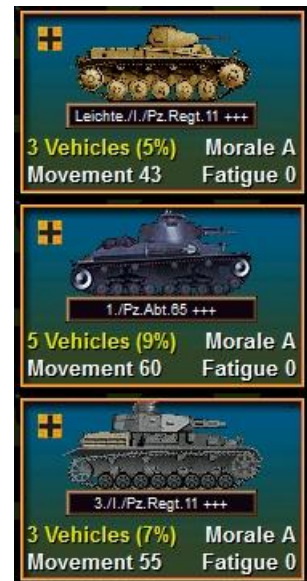 Leichte./I./Pz.Regt.11 +++
3 Vehicles (5%) Morale A
Movement 43 Fatigue 0
1./Pz.Abt.65 +++
5 Vehicles (9%) Morale A
Movement 60 Fatigue 0
3./I./Pz.Regt.11 +++
3 Vehicles (7%) Morale A
Movement 55 Fatigue 0